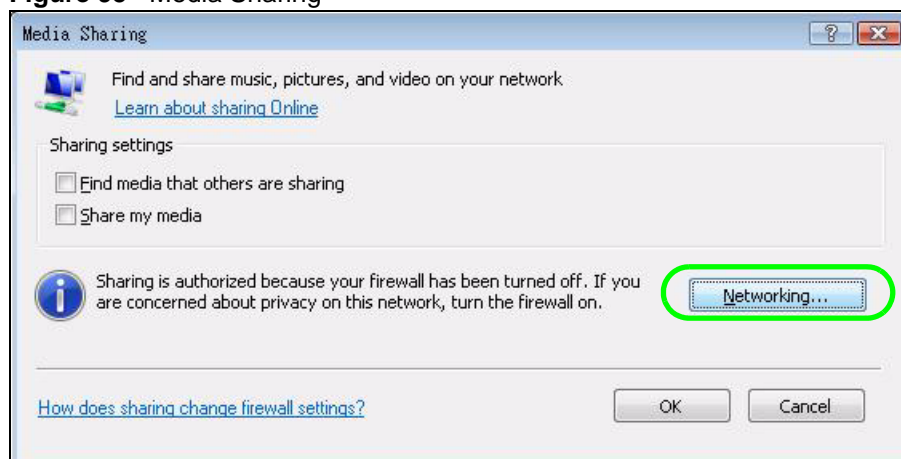 Media Sharing
Find and share music, pictures, and video on your network
Learn about sharing Online
Sharing settings
Find media that others are sharing
Share my media
Sharing is authorized because your firewall has been turned off. If you
are concerned about privacy on this network, turn the firewall on.
Networking...
How does sharing change firewall settings?
OK
Cancel